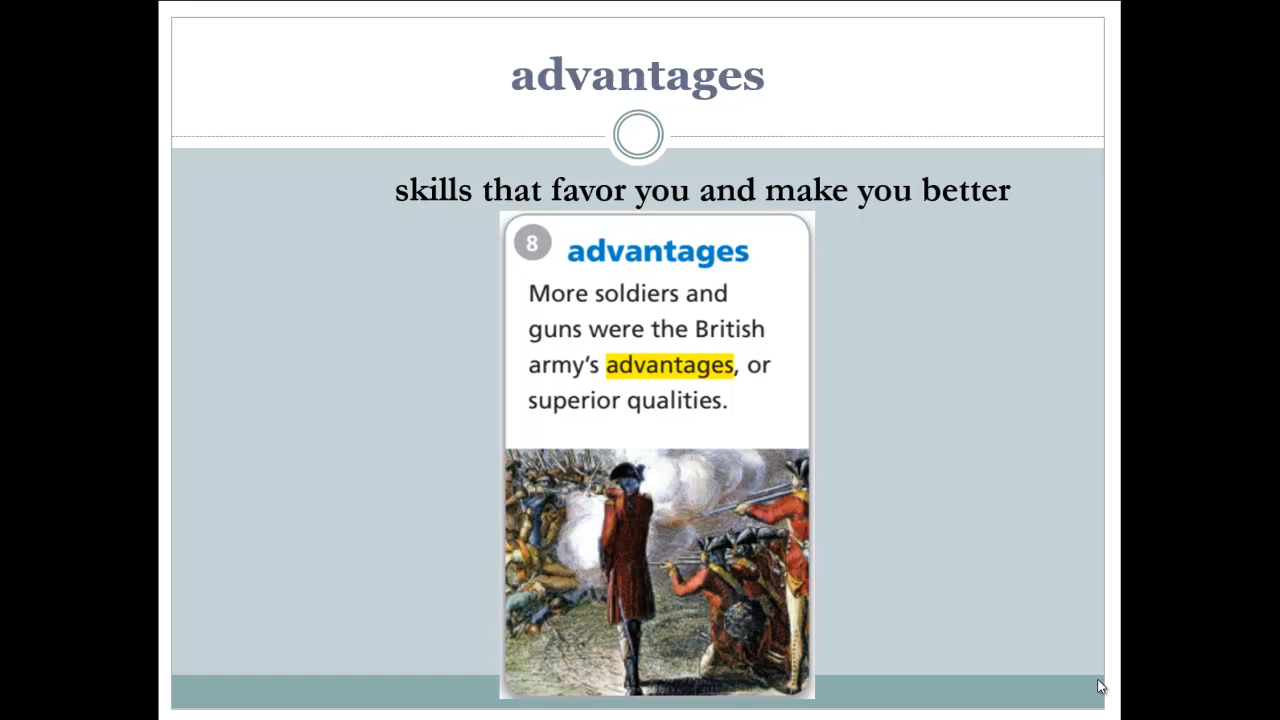 advantages
skills that favor you and make you better
8
advantages
More soldiers and
guns were the British
army's advantages, or
superior qualities.